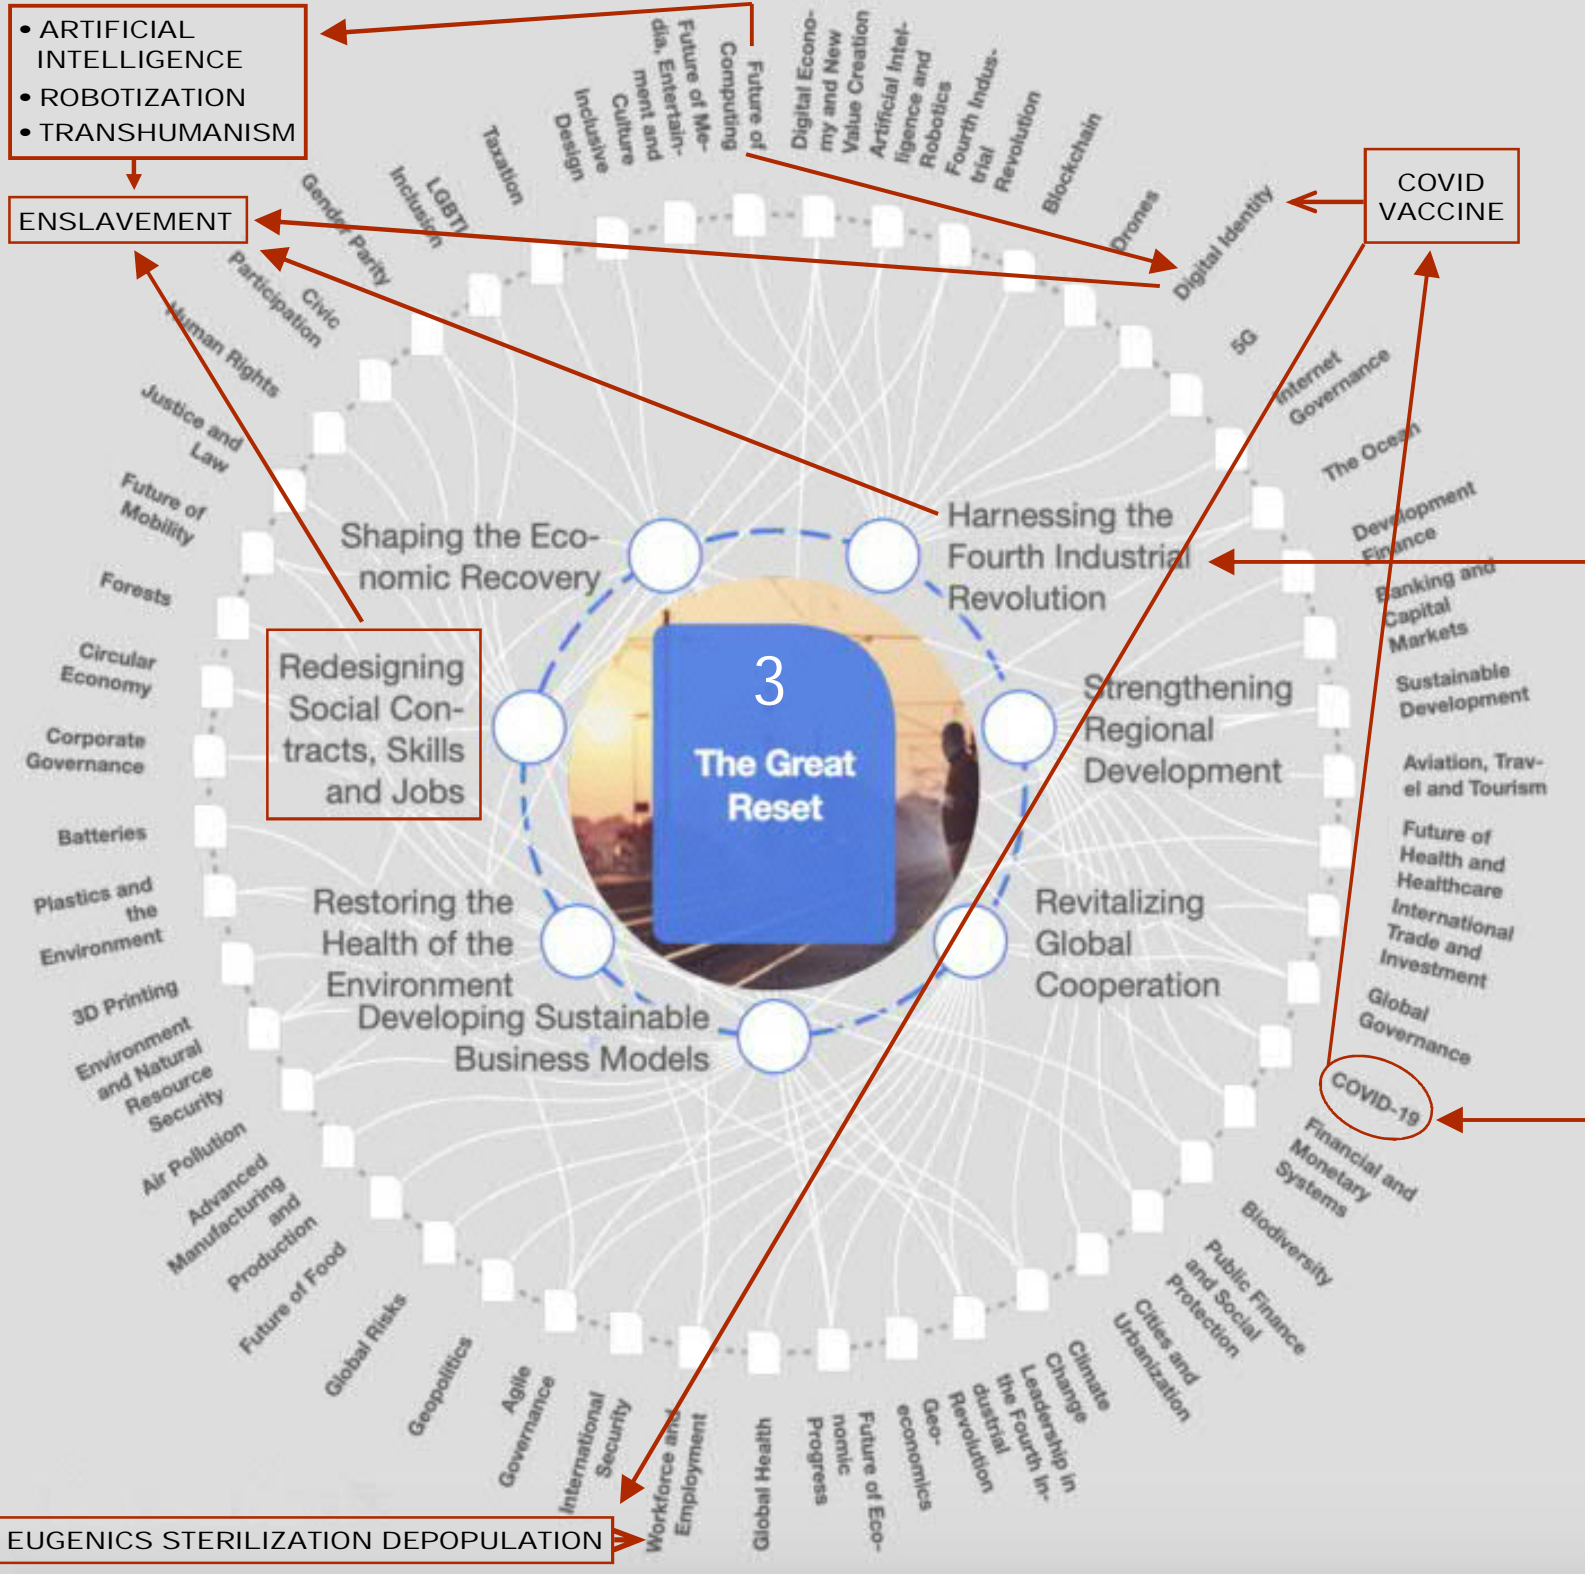 • ARTIFICIAL
INTELLIGENCE
• ROBOTIZATION
• TRANSHUMANISM
ENSLAVEMENT
COVID
VACCINE
EUGENICS STERILIZATION DEPOPULATION
3
The Great
Reset
Shaping the Eco-
nomic Recovery
Harnessing the
Fourth Industrial
Revolution
Strengthening
Regional
Development
Revitalizing
Global
Cooperation
Developing Sustainable
Business Models
Restoring the
Health of the
Environment
Redesigning
Social Con-
tracts, Skills
and Jobs
Future of
Computing
Digital Econo-
my and New
Value Creation
Artificial Intel-
ligence and
Robotics
Fourth Indus-
trial
Revolution
Blockchain
Drones
Digital Identity
5G
Internet
Governance
The Ocean
Development
Finance
Banking and
Capital
Markets
Sustainable
Development
Aviation, Trav-
el and Tourism
Future of
Health and
Healthcare
International
Trade and
Investment
Global
Governance
COVID-19
Financial and
Monetary
Systems
Biodiversity
Public Finance
and Social
Protection
Cities and
Urbanization
Climate
Change
Leadership in
the Fourth In-
dustrial
Revolution
Geo-
economics
Future of Eco-
nomic
Progress
Global Health
Workforce and
Employment
International
Security
Agile
Governance
Geopolitics
Global Risks
Future of Food
Advanced
Manufacturing
and
Production
Air Pollution
Environment
and Natural
Resource
Security
3D Printing
Plastics and
the
Environment
Batteries
Corporate
Governance
Circular
Economy
Forests
Future of
Mobility
Justice and
Law
Human Rights
Civic
Participation
Gender Parity
LGBTI
Inclusion
Taxation
Inclusive
Design
Future of Me-
dia, Entertain-
ment and
Culture